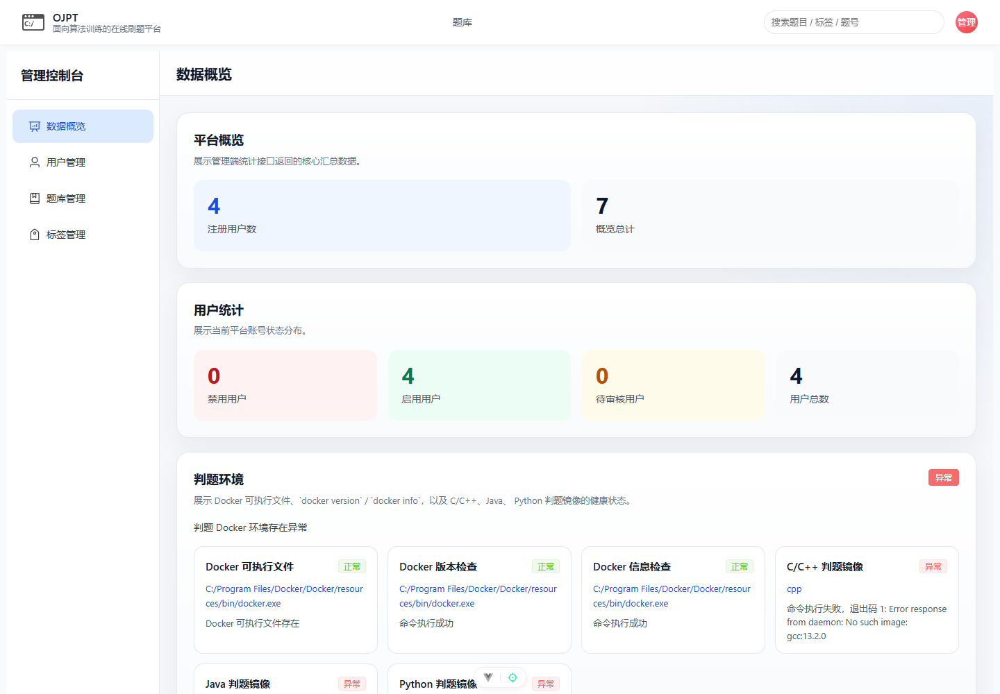 C:/
OJPT
面向算法训练的在线刷题平台
题库
搜索题目 / 标签 / 题号
管理
管理控制台
数据概览
用户管理
题库管理
标签管理
数据概览
平台概览
展示管理端统计接口返回的核心汇总数据。
4
注册用户数
7
概览总计
用户统计
展示当前平台账号状态分布。
0
禁用用户
4
启用用户
0
待审核用户
4
用户总数
判题环境
异常
展示 Docker 可执行文件、`docker version` / `docker info`，以及 C/C++、Java、 Python 判题镜像的健康状态。
判题 Docker 环境存在异常
Docker 可执行文件
正常
C:/Program Files/Docker/Docker/resour
ces/bin/docker.exe
Docker 可执行文件存在
Docker 版本检查
正常
C:/Program Files/Docker/Docker/resour
ces/bin/docker.exe
命令执行成功
Docker 信息检查
正常
C:/Program Files/Docker/Docker/resour
ces/bin/docker.exe
命令执行成功
C/C++ 判题镜像
异常
cpp
命令执行失败，退出码 1: Error response
from daemon: No such image:
gcc:13.2.0
Java 判题镜像
异常
Python 判题镜像
异常